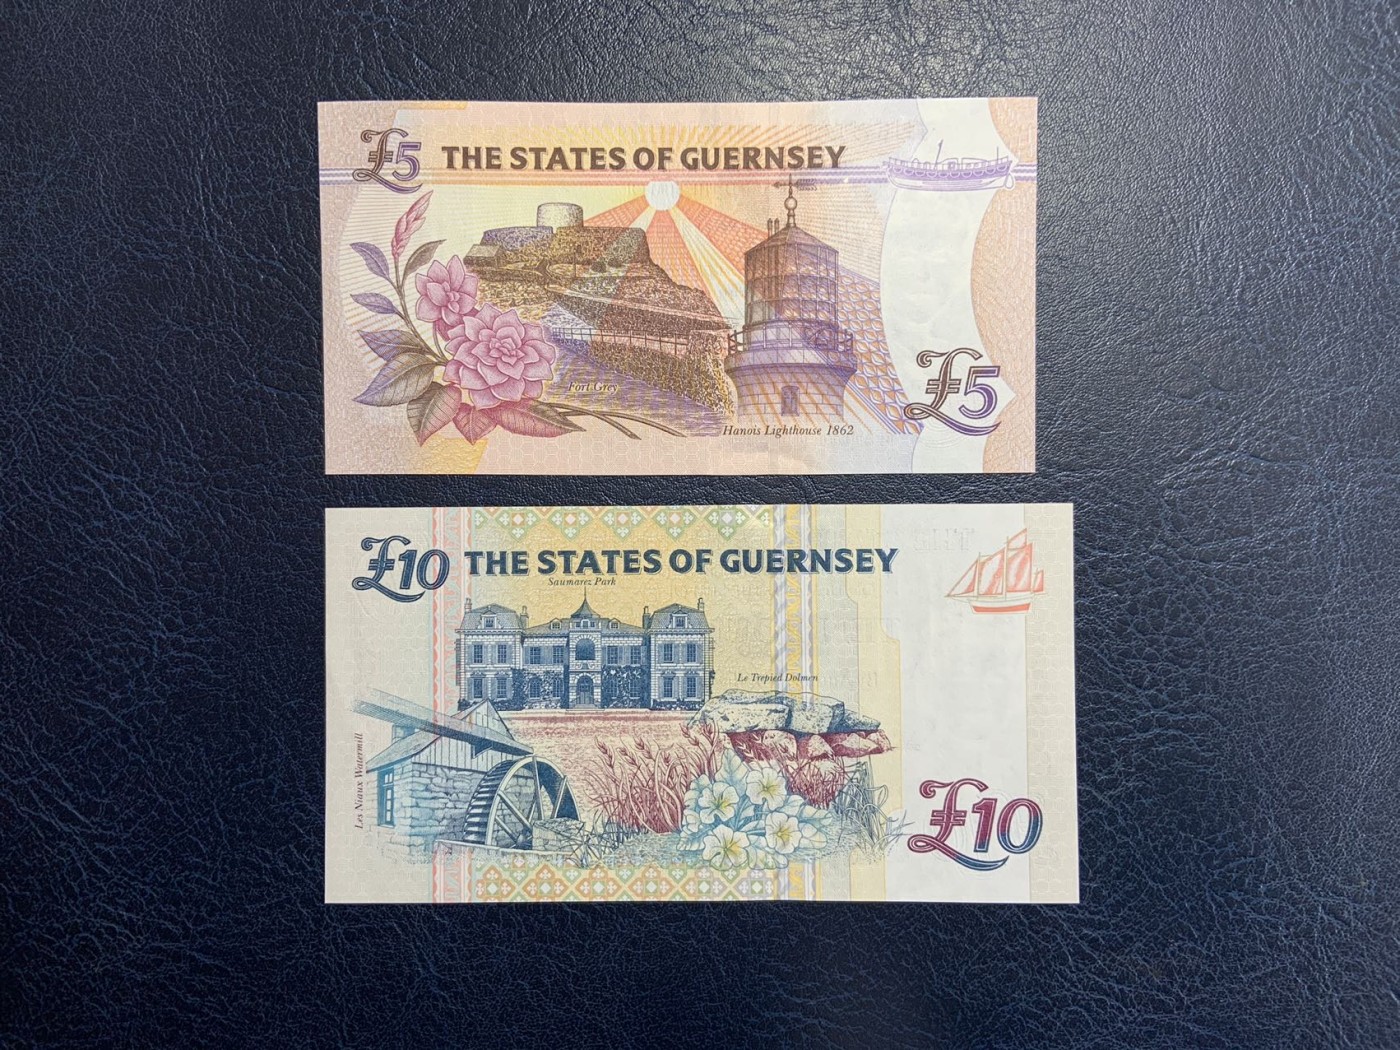 £5 THE STATES OF GUERNSEY
Fort Grey
£5
Hanois Lighthouse 1862
£10 THE STATES OF GUERNSEY
Saumarez Park
Le Trepied Dolmen
Les Niaux Watermill
£10